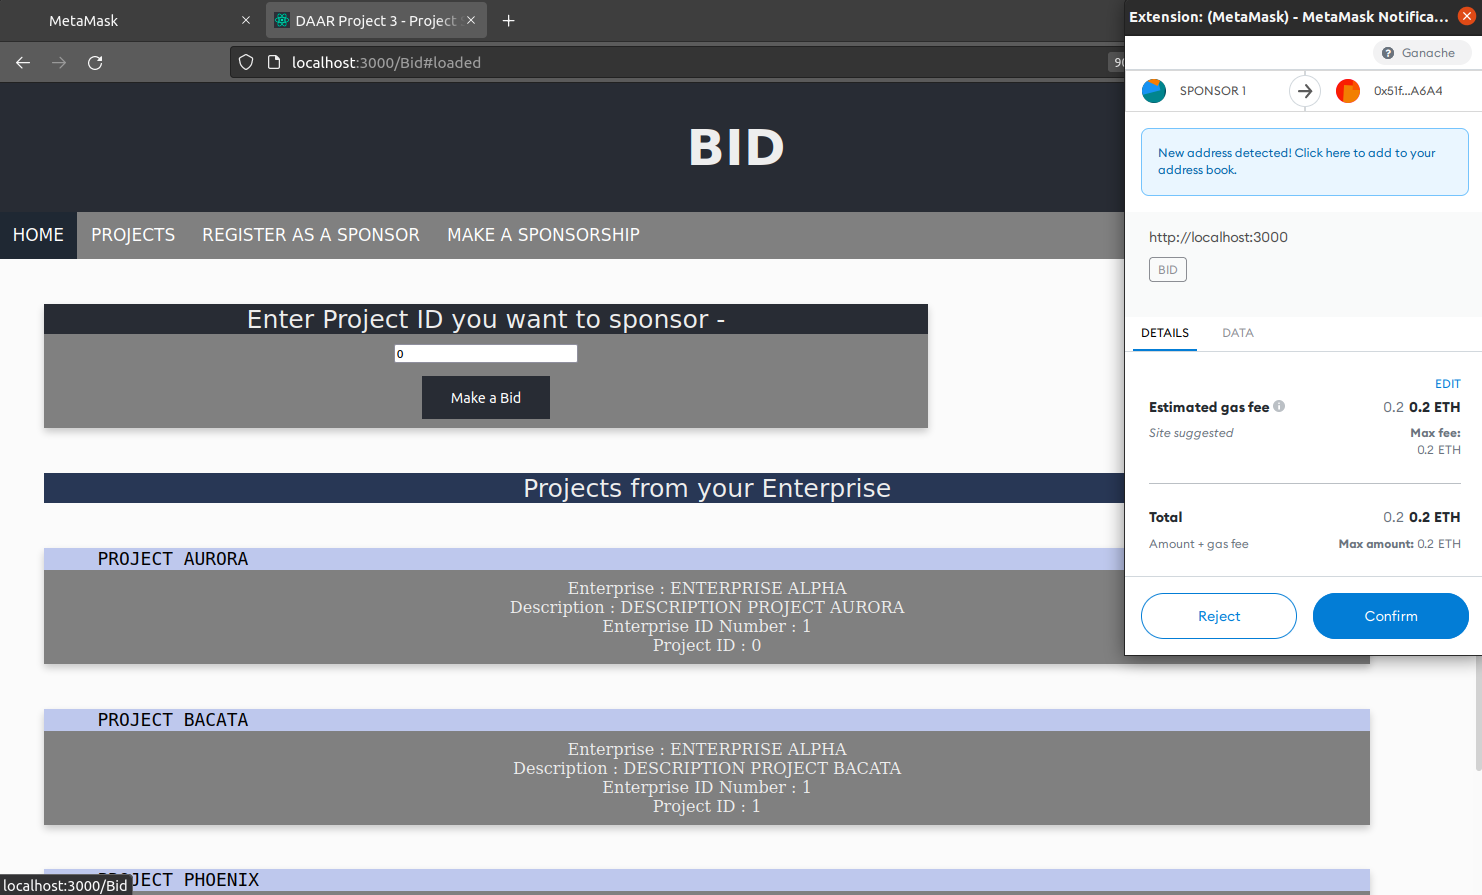 MetaMask
DAAR Project 3 - Project
Extension: (MetaMask) - MetaMask Notifica...
localhost:3000/Bid#loaded
90
Ganache
SPONSOR 1
0x51f...A6A4
New address detected! Click here to add to your
address book.
BID
HOME
PROJECTS
REGISTER AS A SPONSOR
MAKE A SPONSORSHIP
http://localhost:3000
BID
DETAILS
DATA
EDIT
Estimated gas fee
0.2 0.2 ETH
Site suggested
Max fee:
0.2 ETH
Total
0.2 0.2 ETH
Amount + gas fee
Max amount: 0.2 ETH
Reject
Confirm
Enter Project ID you want to sponsor -
0
Make a Bid
Projects from your Enterprise
PROJECT AURORA
Enterprise : ENTERPRISE ALPHA
Description : DESCRIPTION PROJECT AURORA
Enterprise ID Number : 1
Project ID : 0
PROJECT BACATA
Enterprise : ENTERPRISE ALPHA
Description : DESCRIPTION PROJECT BACATA
Enterprise ID Number : 1
Project ID : 1
PROJECT PHOENIX
localhost:3000/Bid